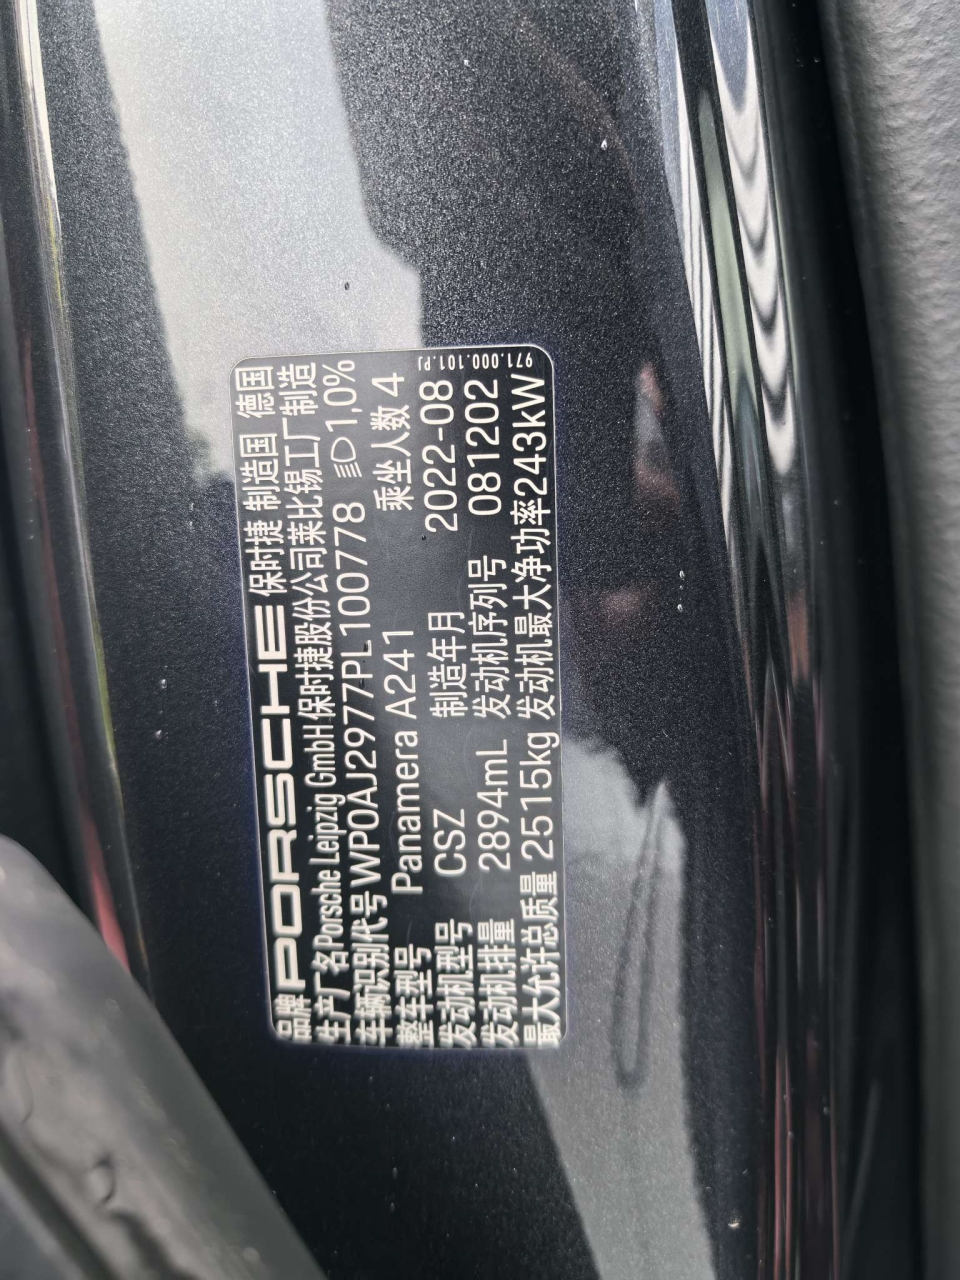 品牌 PORSCHE 保时捷 制造国 德国
生产厂名 Porsche Leipzig GmbH 保时捷股份公司莱比锡工厂制造
车辆识别代号 WP0AJ2977PL100778 1,0%
整车型号 Panamera A241 乘坐人数 4
发动机型号 CSZ 制造年月 2022-08
发动机排量 2894mL 发动机序列号 081202
最大允许总质量 2515kg 发动机最大净功率 243kW
971.000.101.PJ